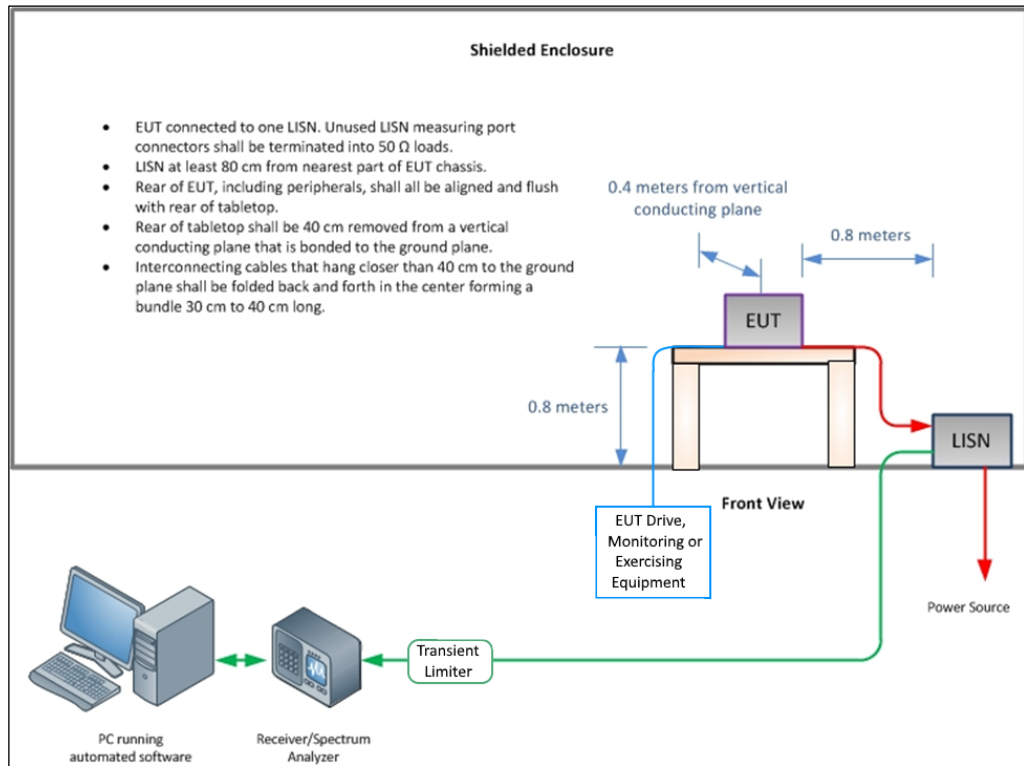 Shielded Enclosure
• EUT connected to one LISN. Unused LISN measuring port
connectors shall be terminated into 50 Ω loads.
• LISN at least 80 cm from nearest part of EUT chassis.
• Rear of EUT, including peripherals, shall all be aligned and flush
with rear of tabletop.
• Rear of tabletop shall be 40 cm removed from a vertical
conducting plane that is bonded to the ground plane.
• Interconnecting cables that hang closer than 40 cm to the ground
plane shall be folded back and forth in the center forming a
bundle 30 cm to 40 cm long.
0.4 meters from vertical
conducting plane
0.8 meters
EUT
0.8 meters
LISN
Front View
EUT Drive,
Monitoring or
Exercising
Equipment
Power Source
Transient
Limiter
PC running
automated software
Receiver/Spectrum
Analyzer